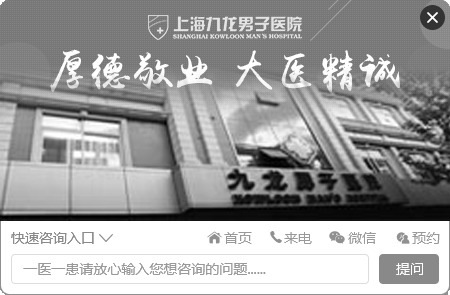 上海九龙男子医院
SHANGHAI KOWLOON MAN'S HOSPITAL
厚德敬业 大医精诚
九龙男子医院
KOWLOON MAN'S HOSPITAL
快速咨询入口 首页 来电 微信 预约
一医一患请放心输入您想咨询的问题...... 提问